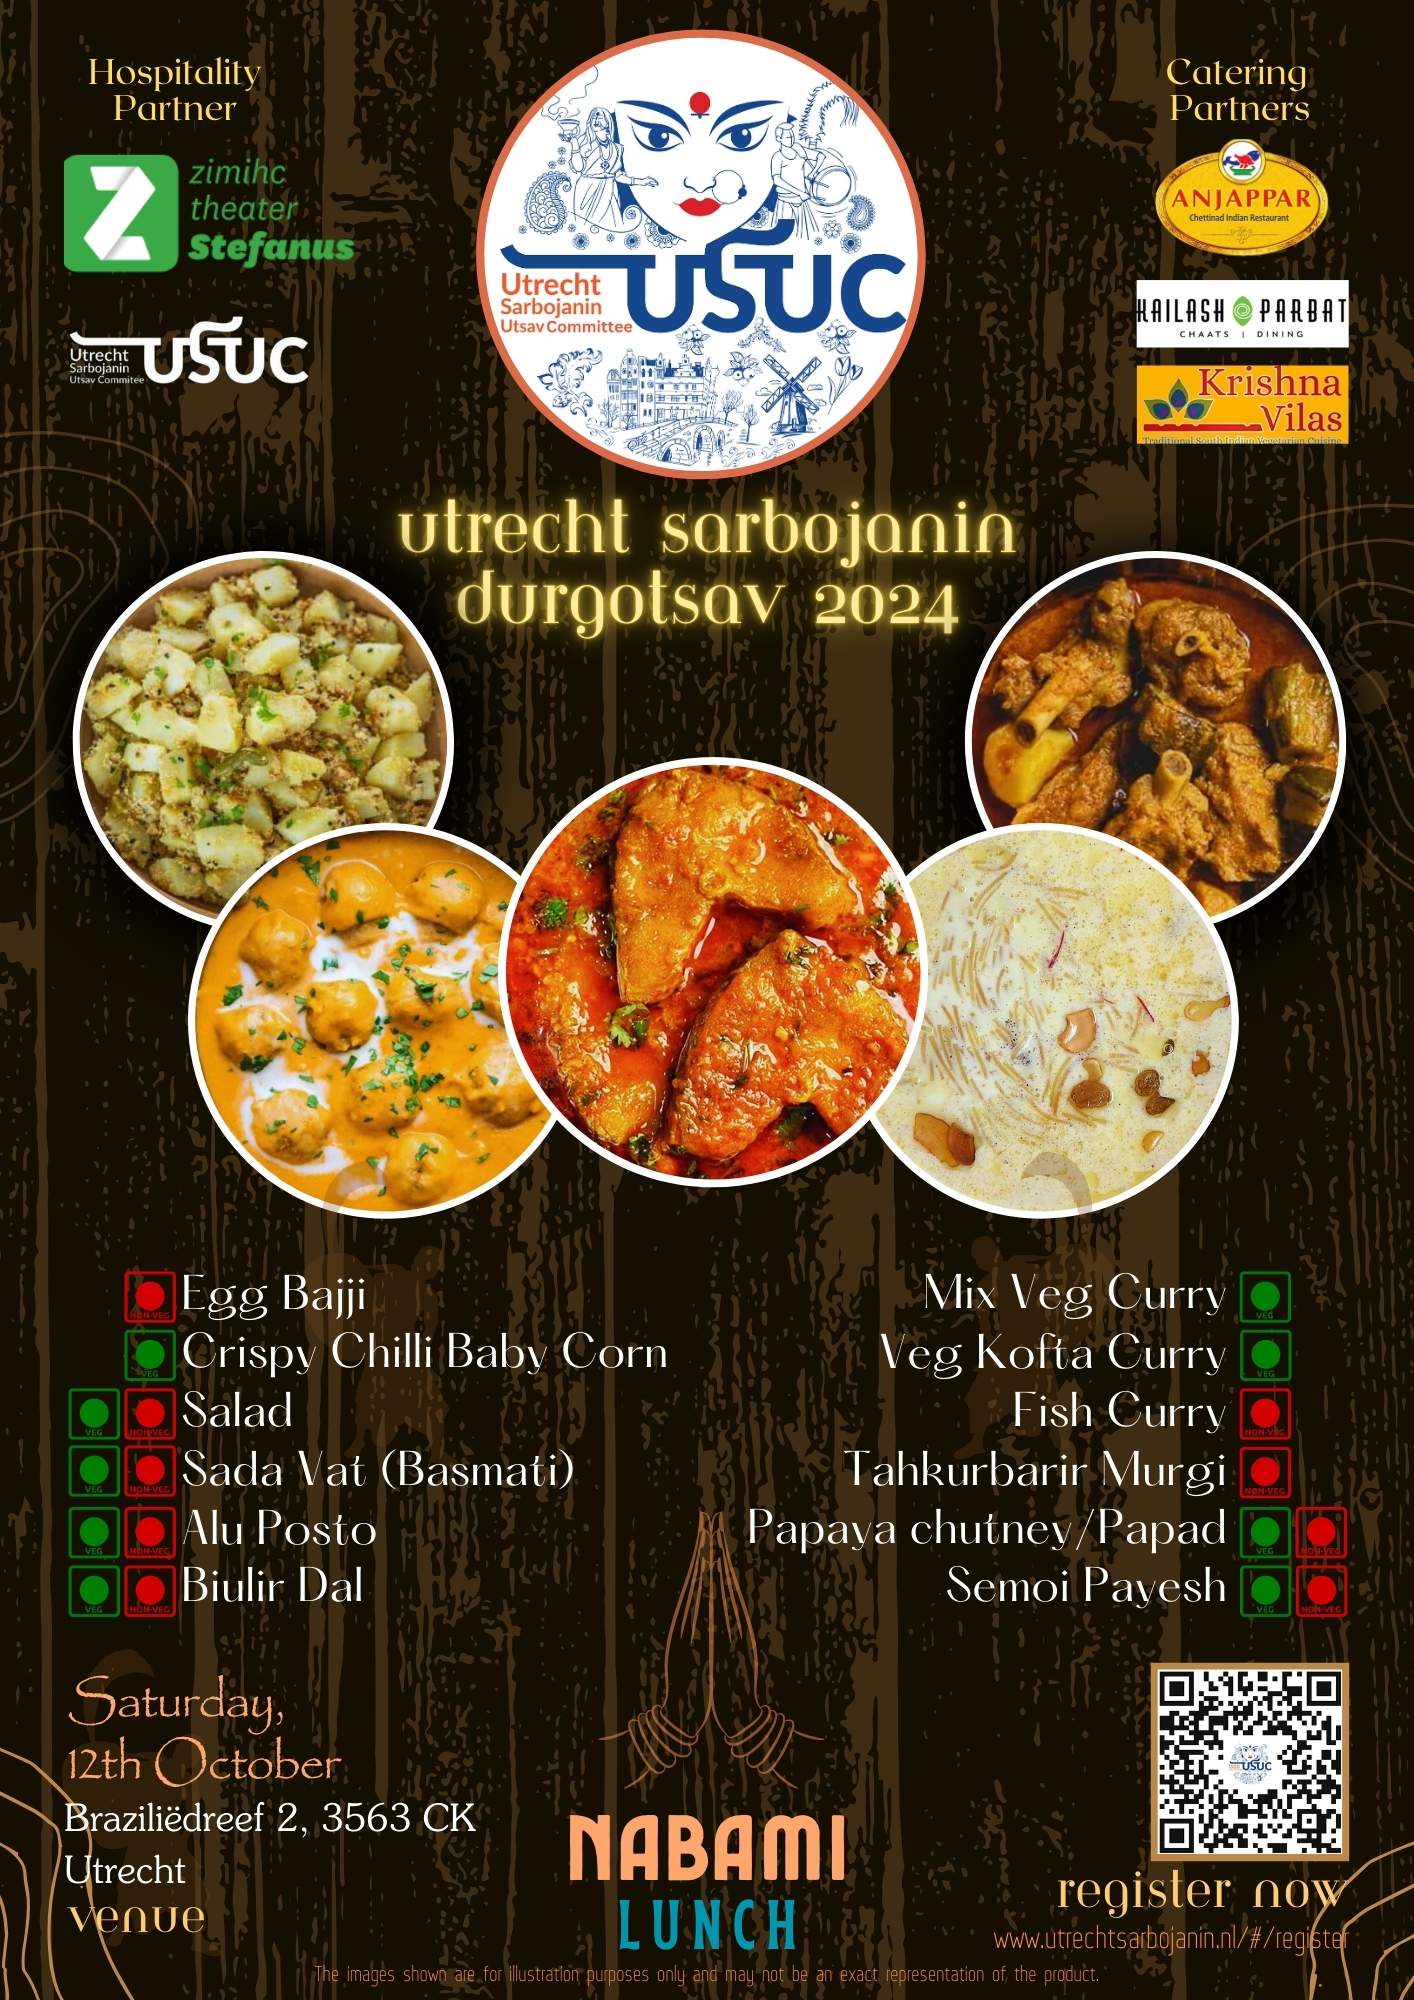 Hospitality
Partner
zimihc
theater
Stefanus
Utrecht
Sarbojanin
Utsav Commitee
USUC
Utrecht
Sarbojanin
Utsav Committee
USUC
Catering
Partners
ANJAPPAR
Chettinad Indian Restaurant
KAILASH PARBAT
CHAATS | DINING
Krishna
Vilas
Traditional South Indian Vegetarian Cuisine
utrecht sarbojanin
durgotsav 2024
NON-VEG Egg Bajji
VEG Crispy Chilli Baby Corn
VEG NON-VEG Salad
VEG NON-VEG Sada Vat (Basmati)
VEG NON-VEG Alu Posto
VEG NON-VEG Biulir Dal
Mix Veg Curry VEG
Veg Kofta Curry VEG
Fish Curry NON-VEG
Tahkurbarir Murgi NON-VEG
Papaya chutney/Papad VEG NON-VEG
Semoi Payesh VEG NON-VEG
Saturday,
12th October
Braziliëdreef 2, 3563 CK
Utrecht
venue
NABAMI
LUNCH
USUC
register now
www.utrechtsarbojanin.nl/#/register
The images shown are for illustration purposes only and may not be an exact representation of the product.